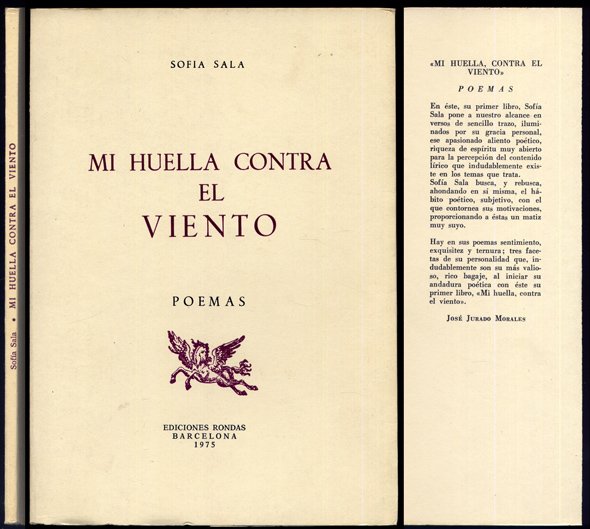 Sofía Sala • MI HUELLA CONTRA EL VIENTO
SOFIA SALA
MI HUELLA CONTRA
EL
VIENTO
POEMAS
EDICIONES RONDAS
BARCELONA
1975
«MI HUELLA, CONTRA EL
VIENTO»
POEMAS
En éste, su primer libro, Sofía
Sala pone a nuestro alcance en
versos de sencillo trazo, ilumi-
nados por su gracia personal,
ese apasionado aliento poético,
riqueza de espíritu muy abierto
para la percepción del contenido
lírico que indudablemente exis-
te en los temas que trata.
Sofía Sala busca, y rebusca,
ahondando en sí misma, el há-
bito poético, subjetivo, con el
que contornea sus motivaciones,
proporcionando a éstas un matiz
muy suyo.
Hay en sus poemas sentimiento,
exquisitez y ternura; tres face-
tas de su personalidad que, in-
dudablemente son su más valio-
so, rico bagaje, al iniciar su
andadura poética con éste su
primer libro, «Mi huella, contra
el viento».
José Jurado Morales